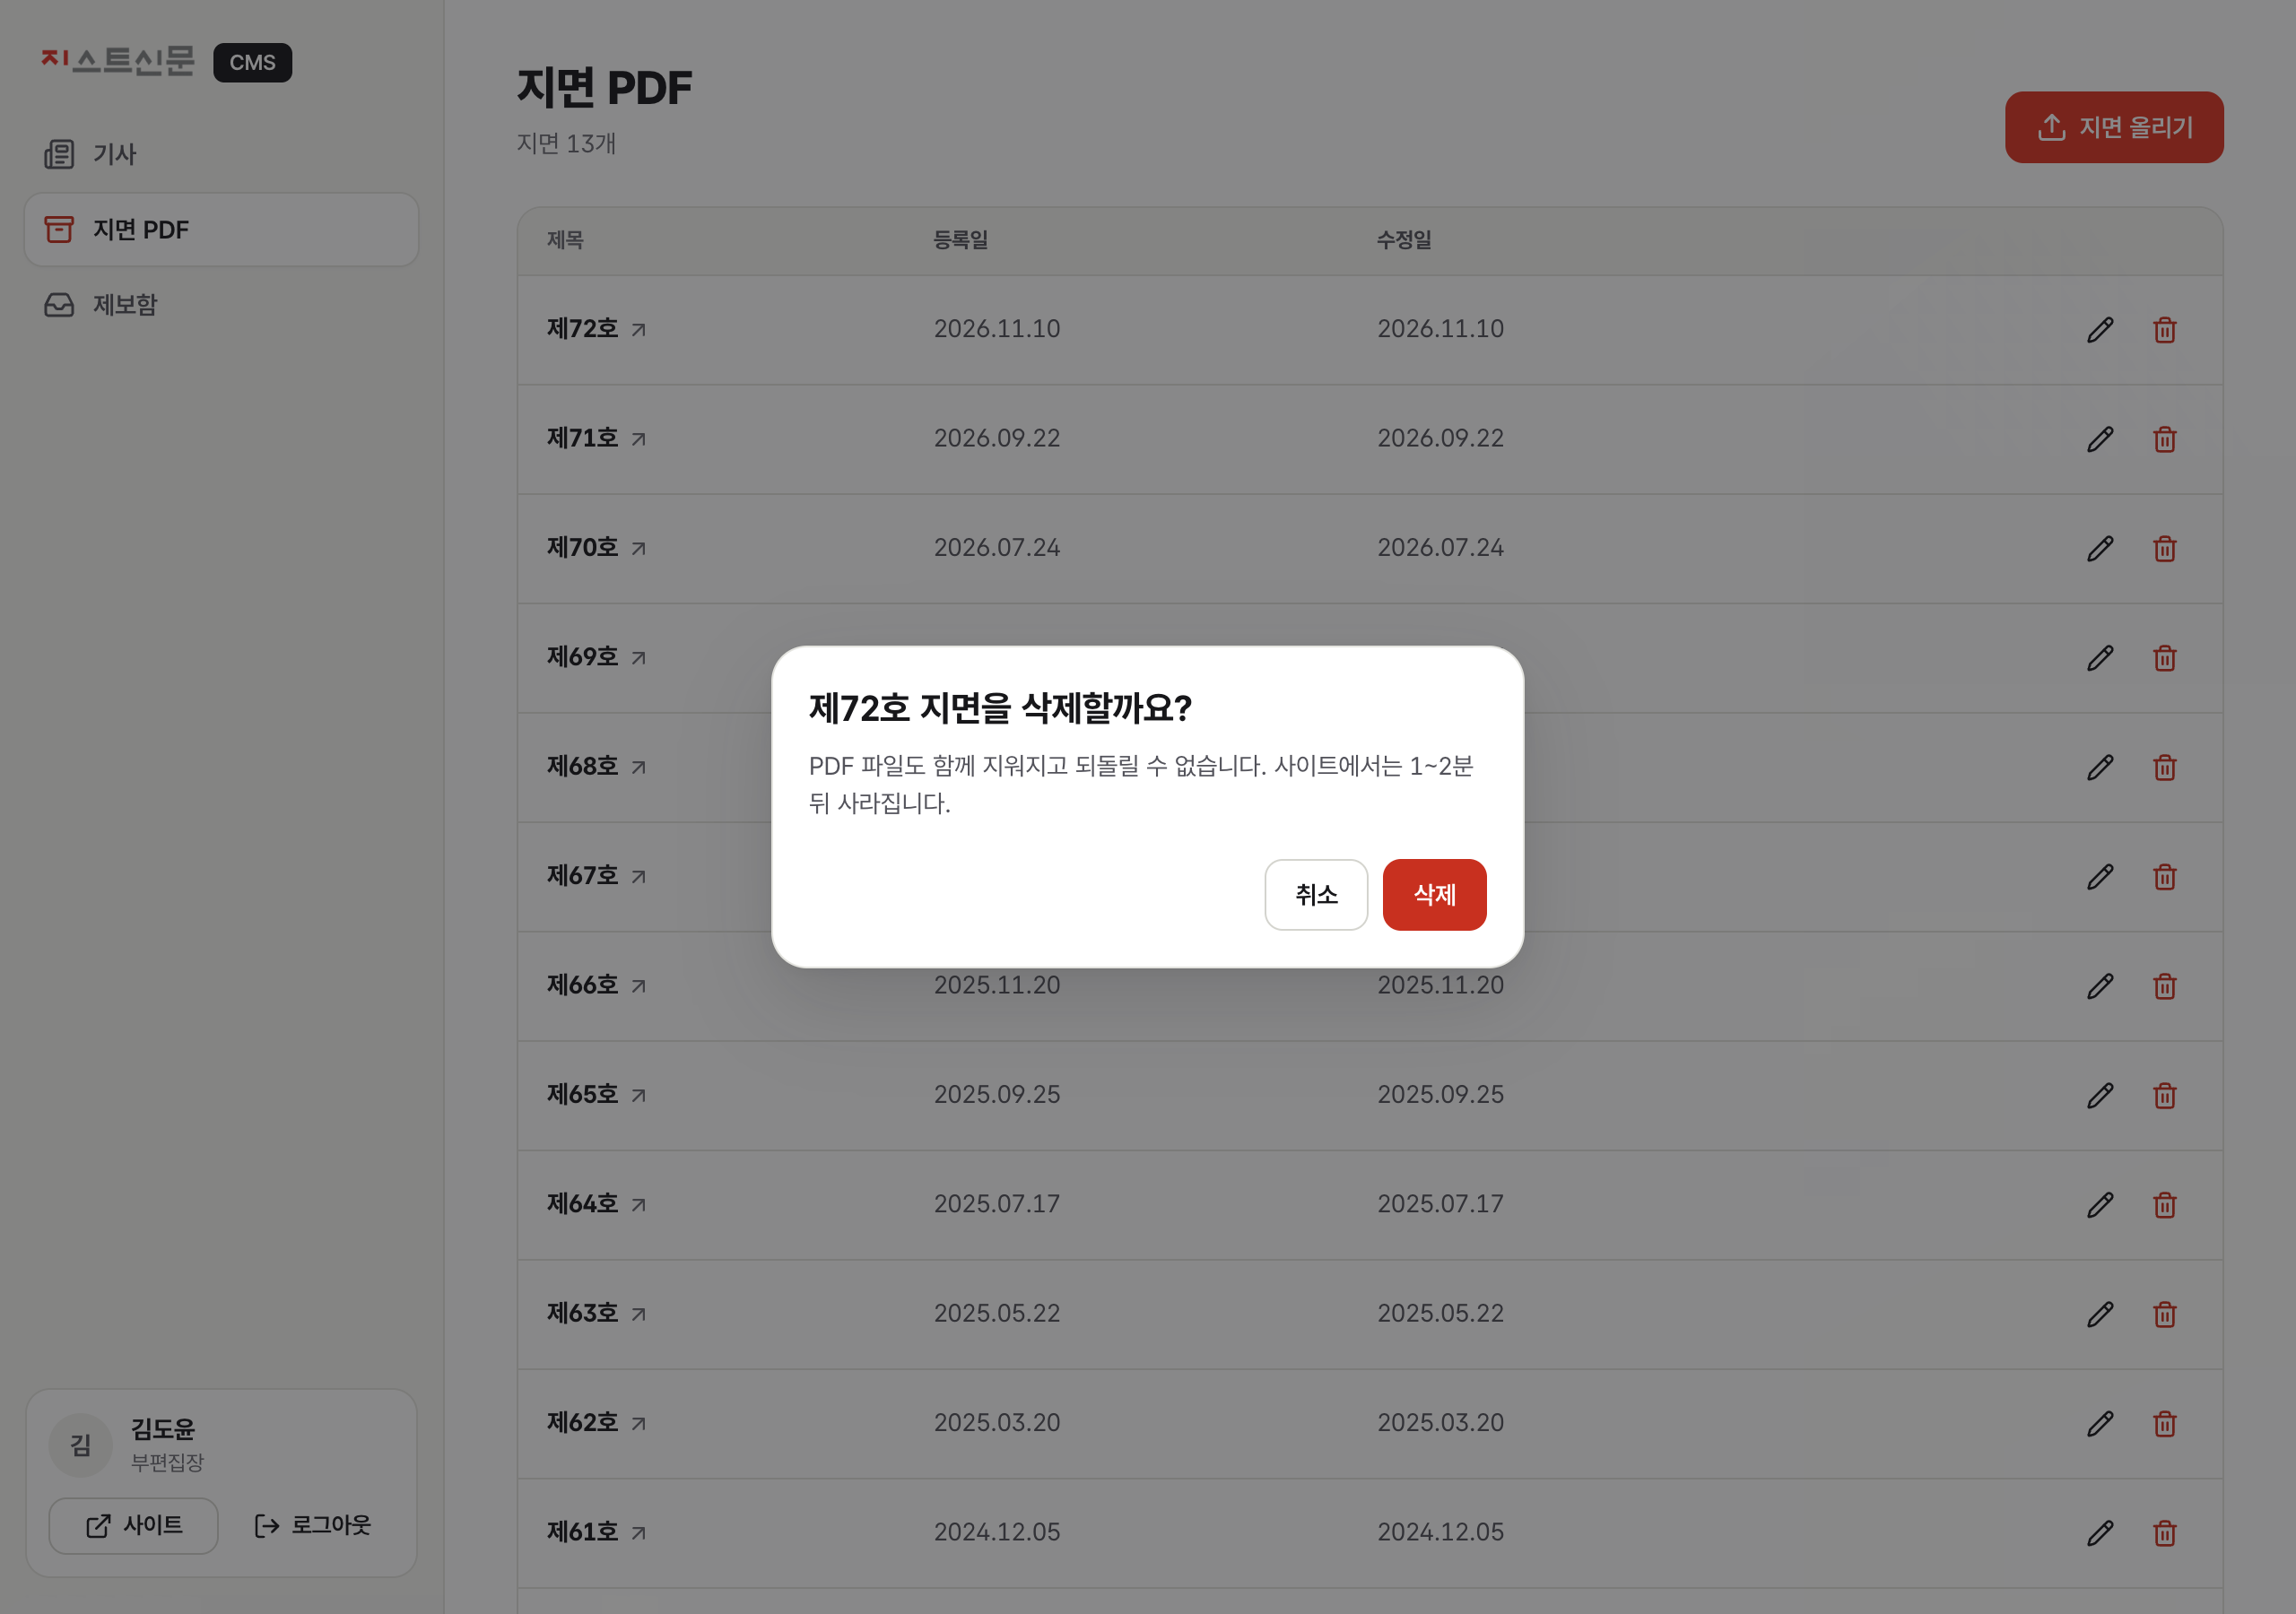 지스트신문 CMS
기사
지면 PDF
제보함
김
김도윤
부편집장
사이트
로그아웃
지면 PDF
지면 13개
지면 올리기
제목 등록일 수정일
제72호 2026.11.10 2026.11.10
제71호 2026.09.22 2026.09.22
제70호 2026.07.24 2026.07.24
제69호
제68호
제67호
제66호 2025.11.20 2025.11.20
제65호 2025.09.25 2025.09.25
제64호 2025.07.17 2025.07.17
제63호 2025.05.22 2025.05.22
제62호 2025.03.20 2025.03.20
제61호 2024.12.05 2024.12.05
제72호 지면을 삭제할까요?
PDF 파일도 함께 지워지고 되돌릴 수 없습니다. 사이트에서는 1~2분
뒤 사라집니다.
취소
삭제